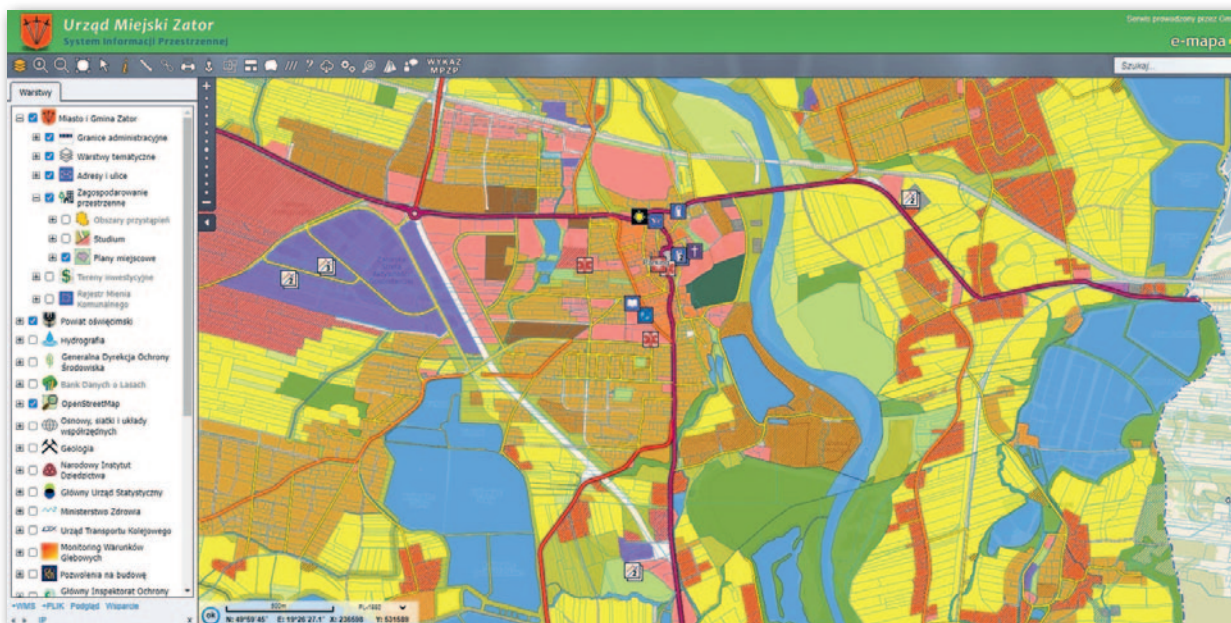 Urząd Miejski Zator
System Informacji Przestrzennej
Serwis prowadzony przez
e-mapa
WYKAZ
MPZP
Szukaj...
Warstwy
Miasto i Gmina Zator
Granice administracyjne
Warstwy tematyczne
Adresy i ulice
Zagospodarowanie
przestrzenne
Obszary przystąpień
Studium
Plany miejscowe
Tereny inwestycyjne
Rejestr Mienia
Komunalnego
Powiat oświęcimski
Hydrografia
Generalna Dyrekcja Ochrony
Środowiska
Bank Danych o Lasach
OpenStreetMap
Osnowy, siatki i układy
współrzędnych
Geologia
Narodowy Instytut
Dziedzictwa
Główny Urząd Statystyczny
Ministerstwo Zdrowia
Urząd Transportu Kolejowego
Monitoring Warunków
Glebowych
Pozwolenia na budowę
Główny Inspektorat Ochrony
+WMS +PLIK Podgląd Wsparcie